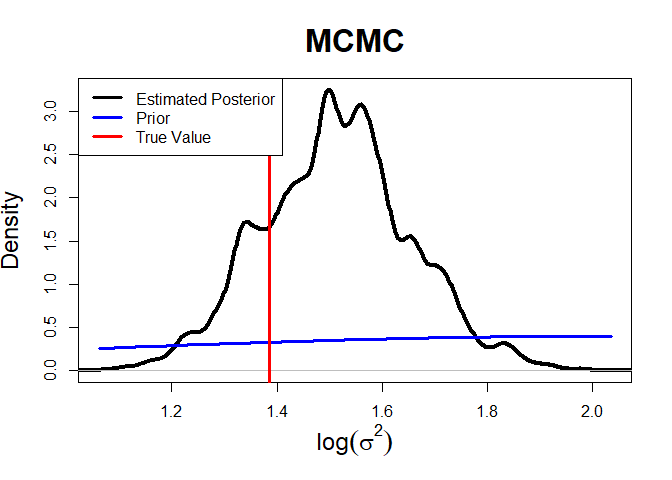 MCMC
Estimated Posterior
Prior
True Value
Density
0.0
0.5
1.0
1.5
2.0
2.5
3.0
1.2
1.4
1.6
1.8
2.0
log(σ²)